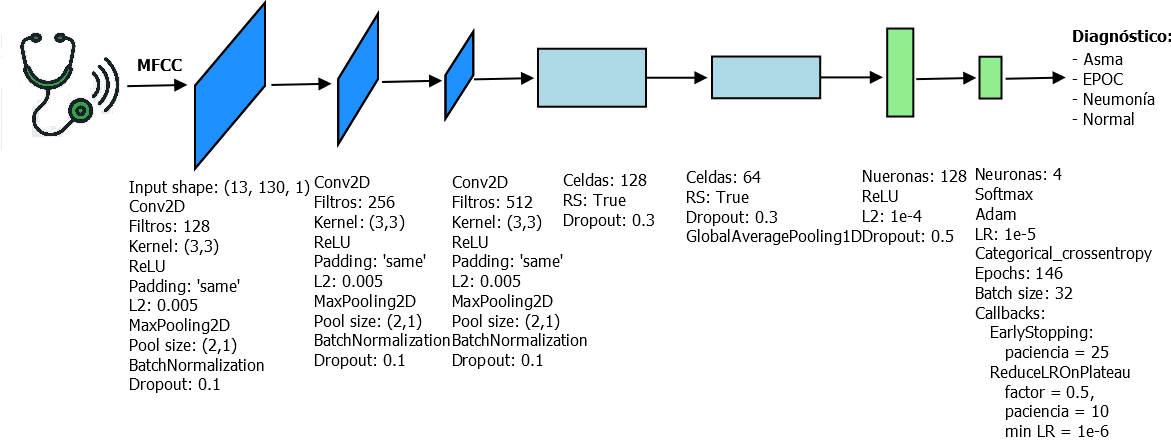 MFCC
Input shape: (13, 130, 1)
Conv2D
Filtros: 128
Kernel: (3,3)
ReLU
Padding: 'same'
L2: 0.005
MaxPooling2D
Pool size: (2,1)
BatchNormalization
Dropout: 0.1
Conv2D
Filtros: 256
Kernel: (3,3)
ReLU
Padding: 'same'
L2: 0.005
MaxPooling2D
Pool size: (2,1)
BatchNormalization
Dropout: 0.1
Conv2D
Filtros: 512
Kernel: (3,3)
ReLU
Padding: 'same'
L2: 0.005
MaxPooling2D
Pool size: (2,1)
BatchNormalization
Dropout: 0.1
Celdas: 128
RS: True
Dropout: 0.3
Celdas: 64
RS: True
Dropout: 0.3
GlobalAveragePooling1D
Nueronas: 128
ReLU
L2: 1e-4
Dropout: 0.5
Neuronas: 4
Softmax
Adam
LR: 1e-5
Categorical_crossentropy
Epochs: 146
Batch size: 32
Callbacks:
EarlyStopping:
paciencia = 25
ReduceLROnPlateau
factor = 0.5,
paciencia = 10
min LR = 1e-6
Diagnóstico:
- Asma
- EPOC
- Neumonía
- Normal